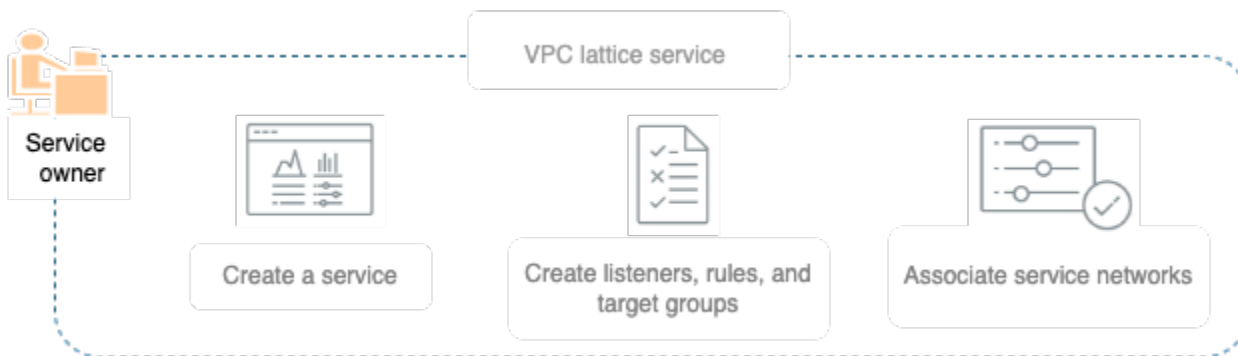 VPC lattice service
Service
owner
Create a service
Create listeners, rules, and
target groups
Associate service networks